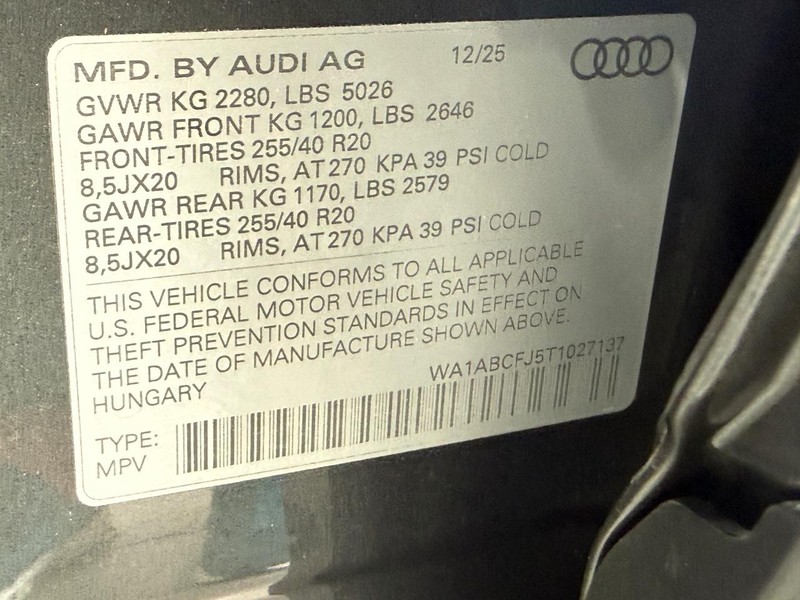 MFD. BY AUDI AG 12/25
GVWR KG 2280, LBS 5026
GAWR FRONT KG 1200, LBS 2646
FRONT-TIRES 255/40 R20
8,5JX20 RIMS, AT 270 KPA 39 PSI COLD
GAWR REAR KG 1170, LBS 2579
REAR-TIRES 255/40 R20
8,5JX20 RIMS, AT 270 KPA 39 PSI COLD
THIS VEHICLE CONFORMS TO ALL APPLICABLE
U.S. FEDERAL MOTOR VEHICLE SAFETY AND
THEFT PREVENTION STANDARDS IN EFFECT ON
THE DATE OF MANUFACTURE SHOWN ABOVE.
HUNGARY WA1ABCFJ5T1027137
TYPE:
MPV